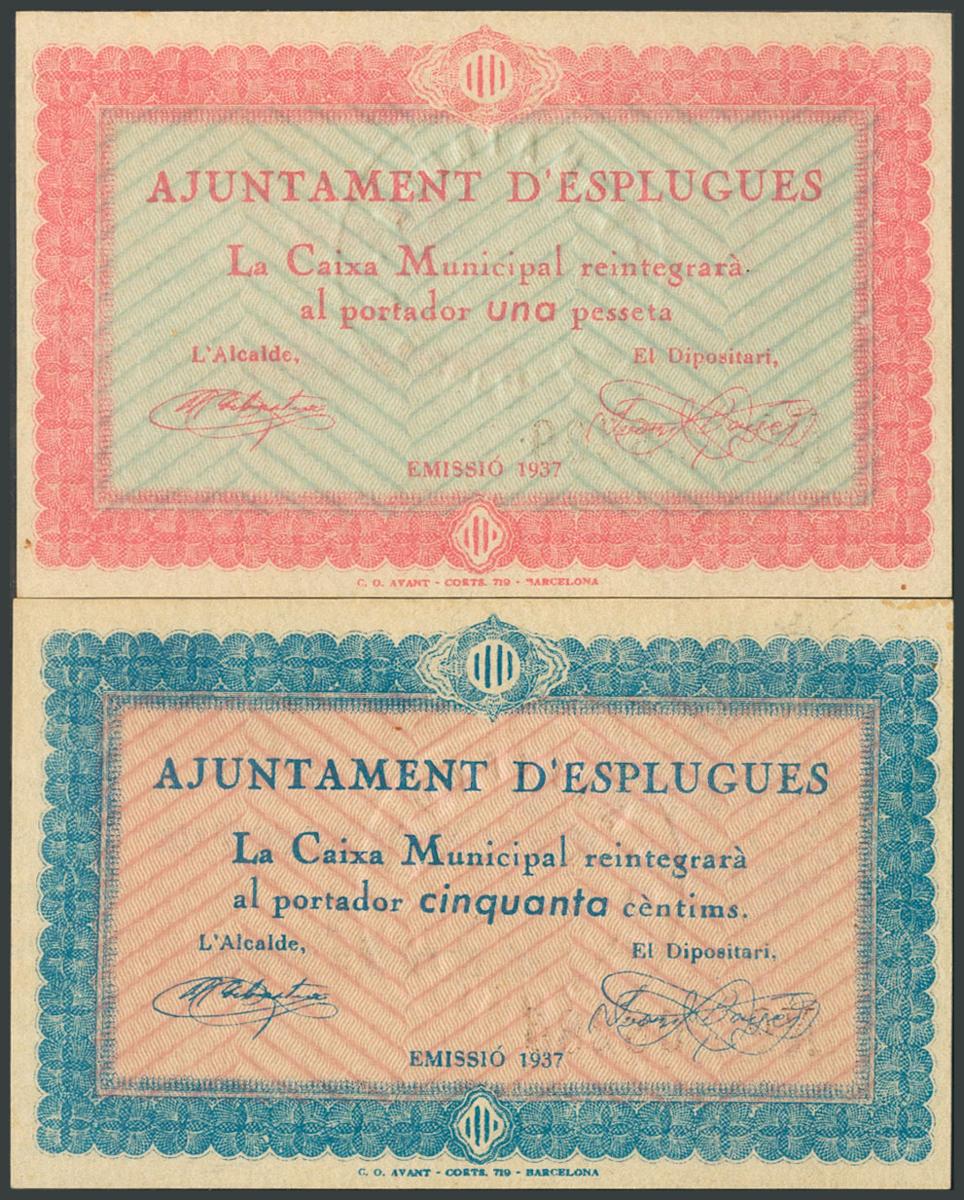 AJUNTAMENT D'ESPLUGUES
La Caixa Municipal reintegrarà
al portador una pesseta
L'Alcalde,
El Dipositari,
EMISSIÓ 1937
C. O. AVANT - CORTS, 719 - BARCELONA
AJUNTAMENT D'ESPLUGUES
La Caixa Municipal reintegrarà
al portador cinquanta cèntims.
L'Alcalde,
El Dipositari,
EMISSIÓ 1937
C. O. AVANT - CORTS, 719 - BARCELONA